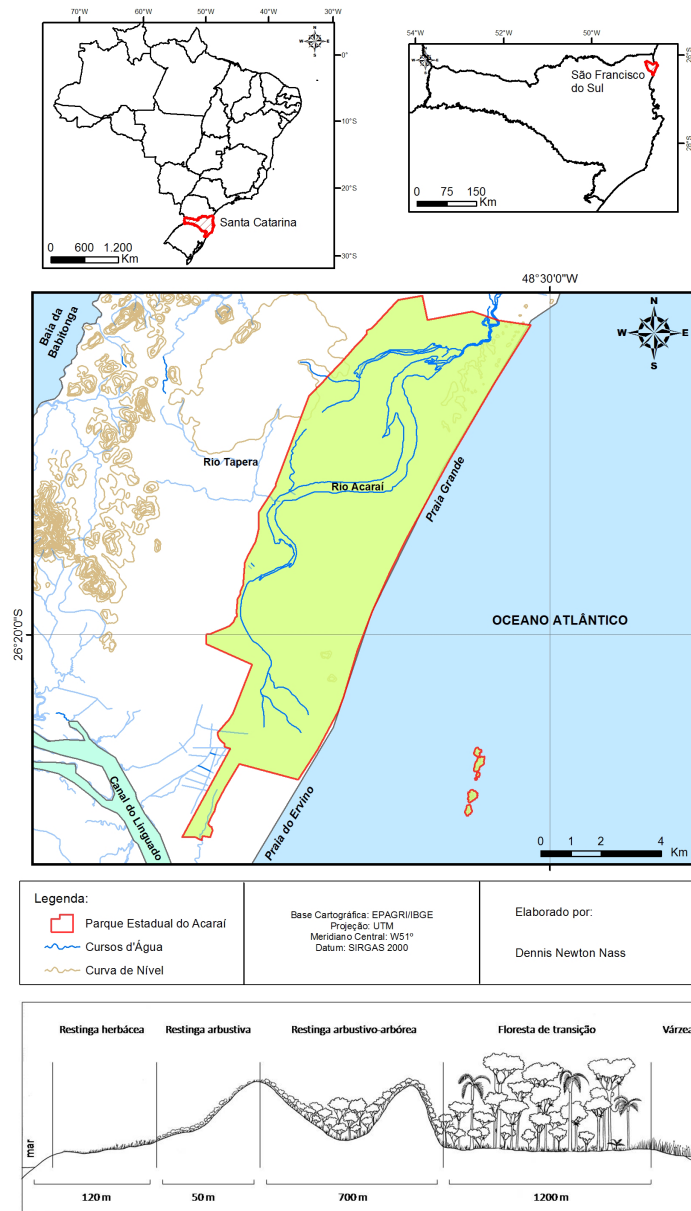 60°W 50°W 40°W 30°W
N
W E
S
0°
10°S
20°S
30°S
Santa Catarina
0 600 1.200
Km
54°W 52°W 50°W
N
W E
S
26°S
28°S
São Francisco
do Sul
0 75 150
Km
48°30'0"W
Baia da
Babitonga
N
W E
S
Rio Tapera
Rio Acaraí
Praia Grande
26°20'0"S
OCEANO ATLÂNTICO
Canal do Linguado
Praia do Ervino
0 1 2 4
Km
Legenda:
Parque Estadual do Acaraí
Cursos d'Água
Curva de Nível
Base Cartográfica: EPAGRI/IBGE
Projeção: UTM
Meridiano Central: W51º
Datum: SIRGAS 2000
Elaborado por:
Dennis Newton Nass
Restinga herbácea Restinga arbustiva Restinga arbustivo-arbórea Floresta de transição Várzea
mar
120 m 50 m 700 m 1200 m